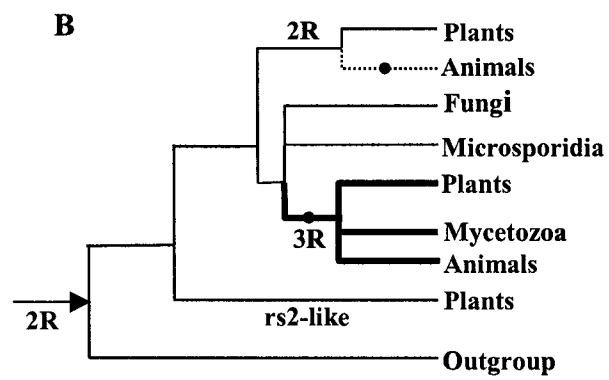 B
2R
Plants
Animals
Fungi
Microsporidia
Plants
3R
Mycetozoa
Animals
Plants
rs2-like
2R
Outgroup